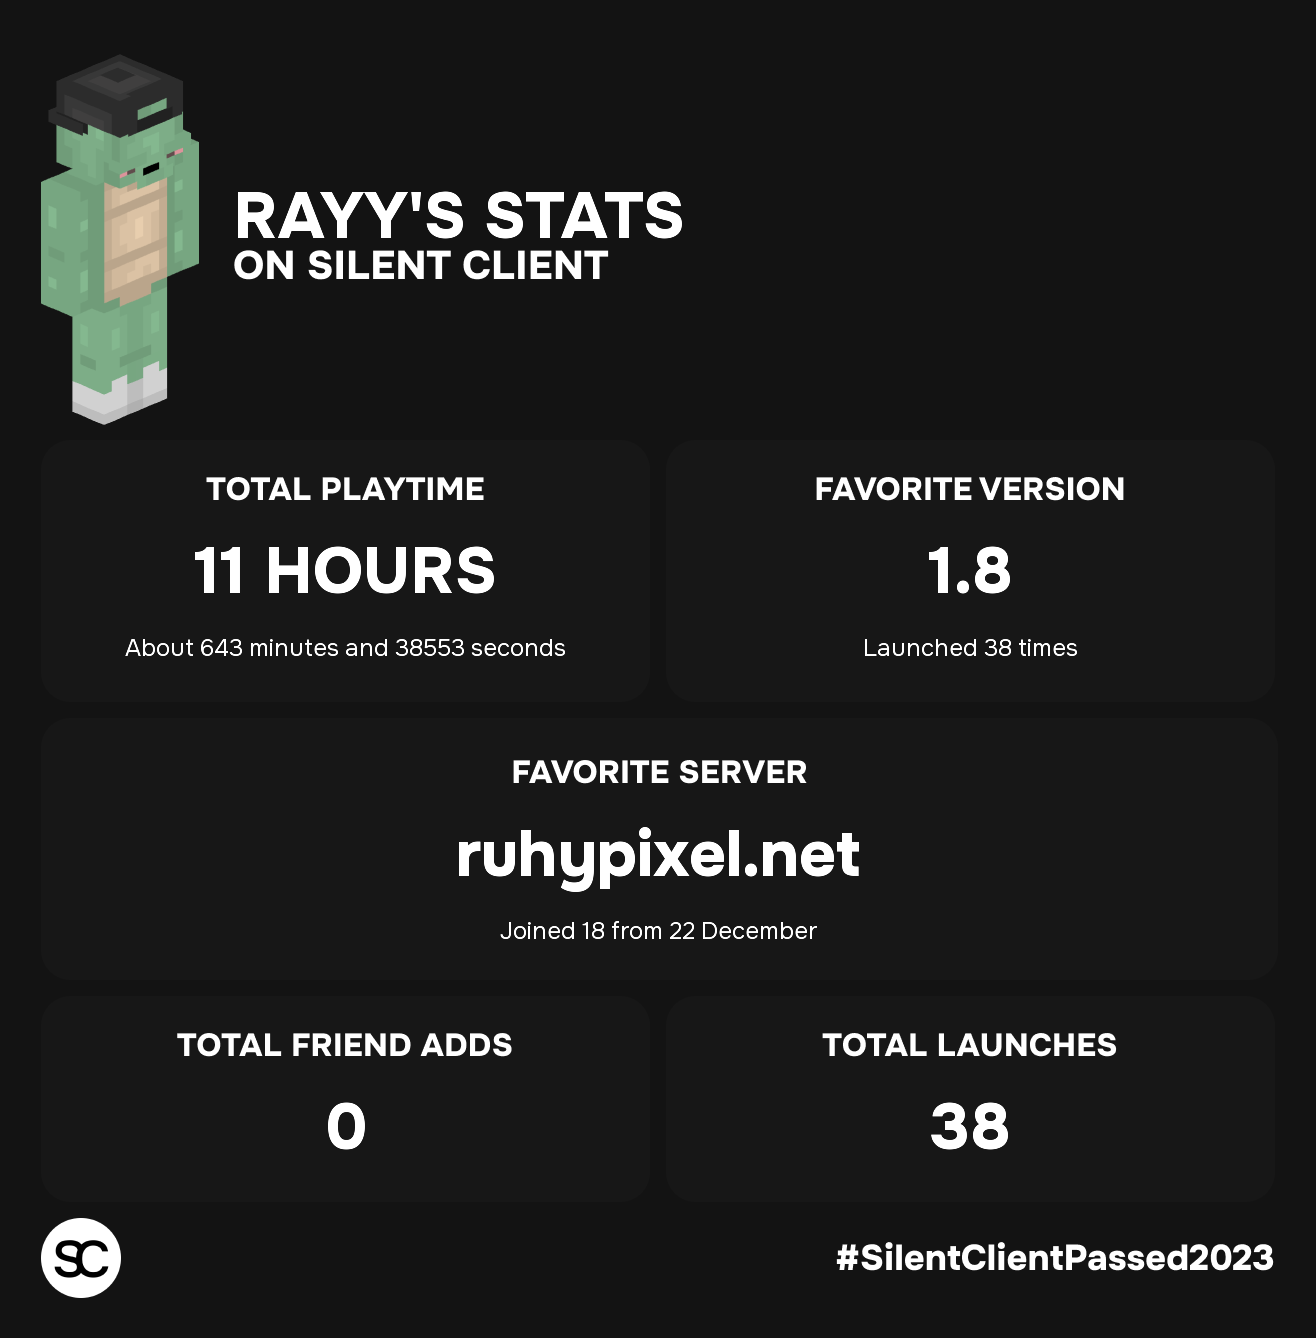 RAYY'S STATS
ON SILENT CLIENT
TOTAL PLAYTIME
11 HOURS
About 643 minutes and 38553 seconds
FAVORITE VERSION
1.8
Launched 38 times
FAVORITE SERVER
ruhypixel.net
Joined 18 from 22 December
TOTAL FRIEND ADDS
0
TOTAL LAUNCHES
38
SC
#SilentClientPassed2023